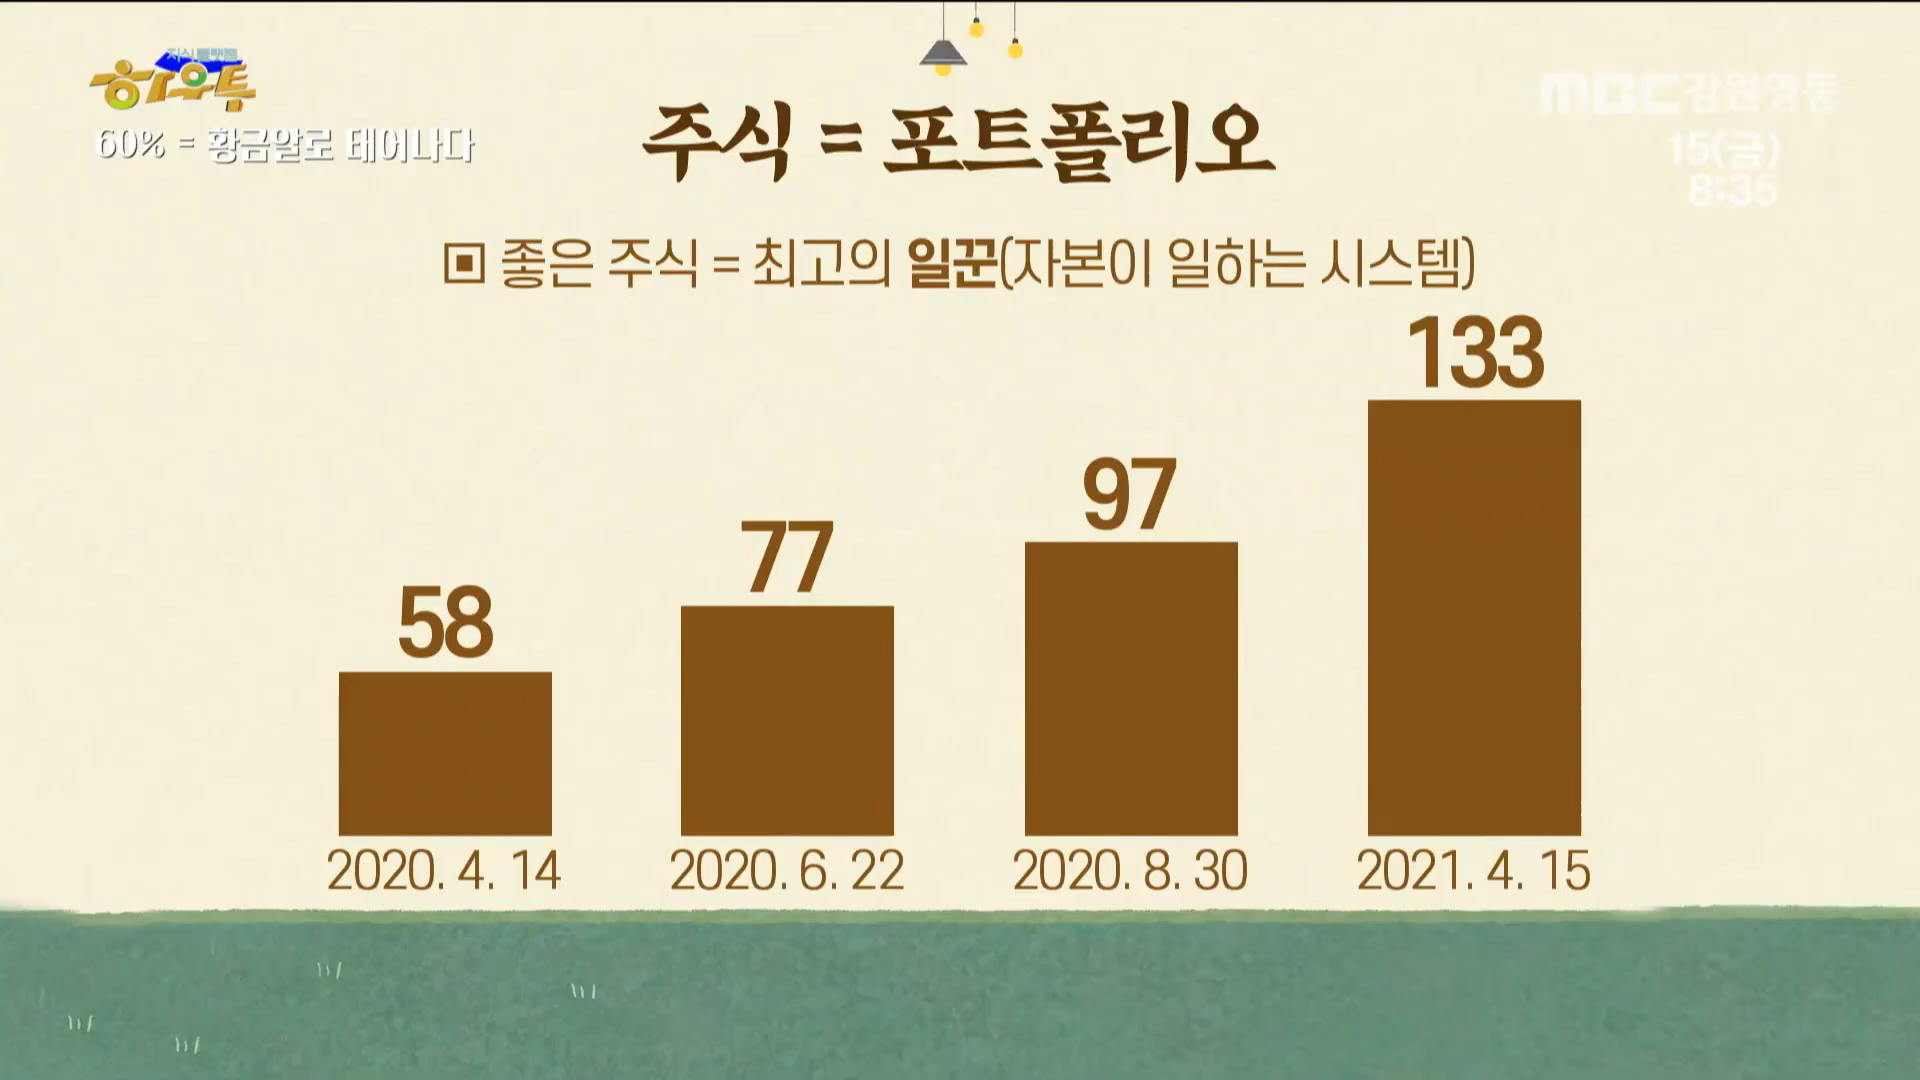 하우투
60% = 황금알로 태어나다
MBC강원영동
15(금)
8:35
주식 = 포트폴리오
▣ 좋은 주식 = 최고의 일꾼(자본이 일하는 시스템)
58
77
97
133
2020. 4. 14
2020. 6. 22
2020. 8. 30
2021. 4. 15